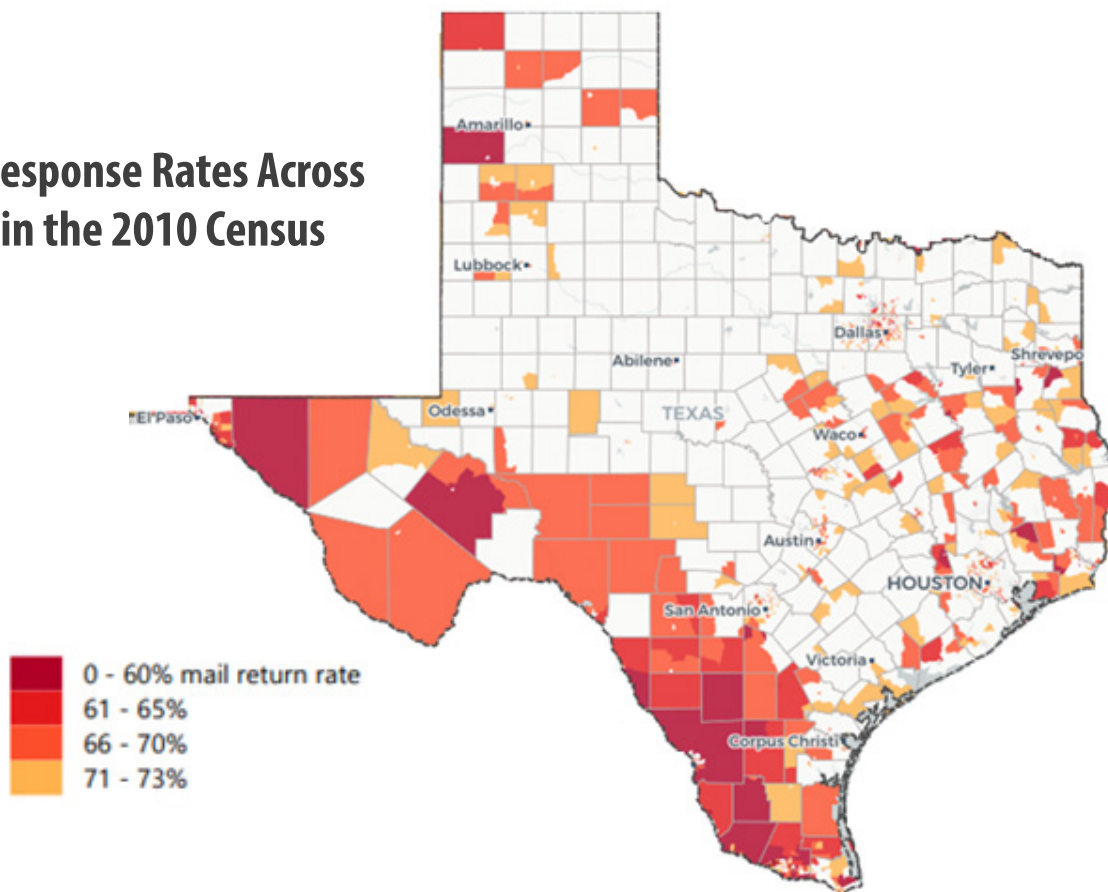 esponse Rates Across
in the 2010 Census
Amarillo
Lubbock
Dallas
Abilene
Shrevepo
Tyler
El Paso
Odessa
TEXAS
Waco
Austin
HOUSTON
San Antonio
Victoria
Corpus Christi
0 - 60% mail return rate
61 - 65%
66 - 70%
71 - 73%